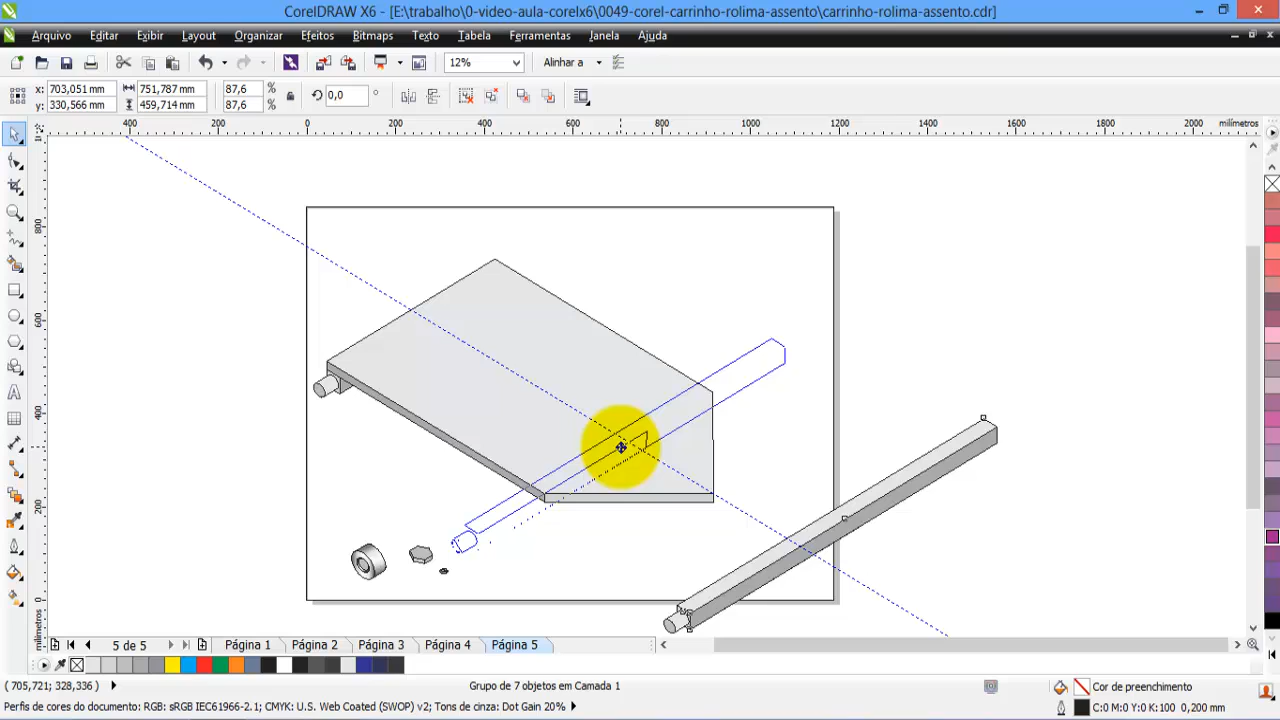 CorelDRAW X6 - [E:\trabalho\0-video-aula-corelx6\0049-corel-carrinho-rolima-assento\carrinho-rolima-assento.cdr]
Arquivo Editar Exibir Layout Organizar Efeitos Bitmaps Texto Tabela Ferramentas Janela Ajuda
12% Alinhar a
x: 703,051 mm 751,787 mm 87,6 %
y: 330,566 mm 459,714 mm 87,6 %
0,0 °
400 200 0 200 400 600 800 1000 1200 1400 1600 1800 2000 milímetros
800
600
400
200
0
milímetros
5 de 5 Página 1 Página 2 Página 3 Página 4 Página 5
(705,721; 328,336) Grupo de 7 objetos em Camada 1 Cor de preenchimento
Perfis de cores do documento: RGB: sRGB IEC61966-2.1; CMYK: U.S. Web Coated (SWOP) v2; Tons de cinza: Dot Gain 20% C:0 M:0 Y:0 K:100 0,200 mm